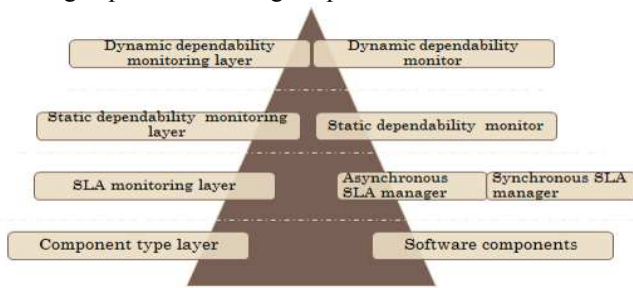 Dynamic dependability
monitoring layer
Dynamic dependability
monitor
Static dependability monitoring
layer
Static dependability monitor
SLA monitoring layer
Asynchronous
SLA manager
Synchronous SLA
manager
Component type layer
Software components